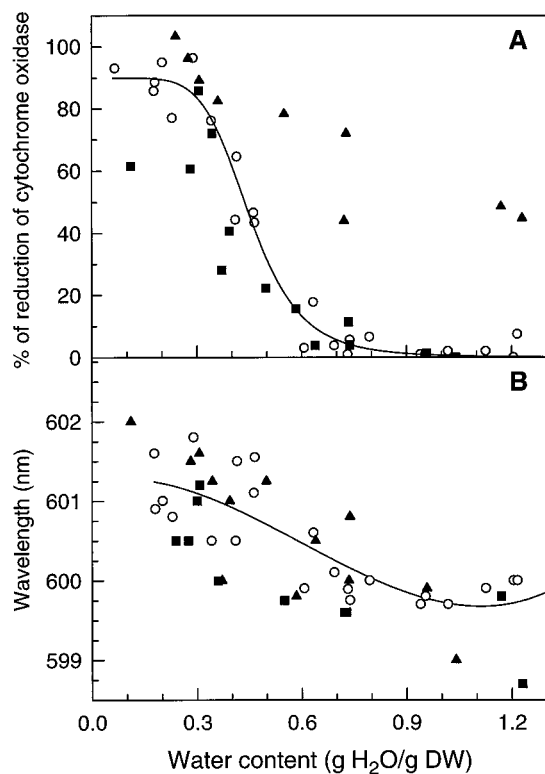 % of reduction of cytochrome oxidase
100
80
60
40
20
0
A
Wavelength (nm)
602
601
600
599
B
0.0 0.3 0.6 0.9 1.2
Water content (g H₂O/g DW)